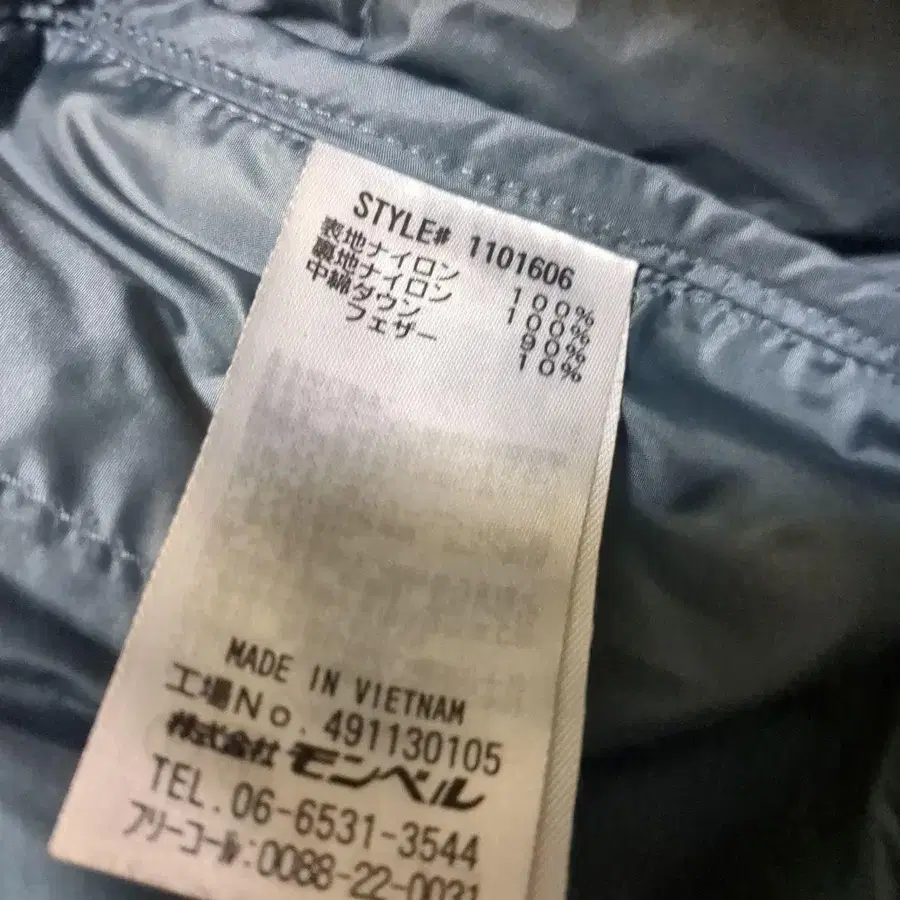 STYLE# 1101606
表地ナイロン 100%
裏地ナイロン 100%
中綿ダウン 90%
フェザー 10%
MADE IN VIETNAM
工場No. 491130105
株式会社 モンベル
TEL. 06-6531-3544
フリーコール:0088-22-0031